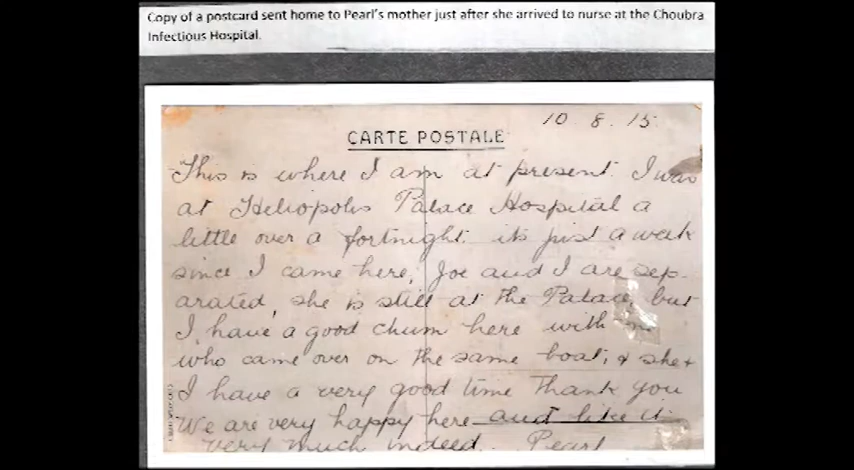 Copy of a postcard sent home to Pearl's mother just after she arrived to nurse at the Choubra
Infectious Hospital.
10 8. 15
CARTE POSTALE
This is where I am at present. I was
at Heliopolis Palace Hospital a
little over a fortnight. its just a week
since I came here, Joe and I are sep-
arated, she is still at the Palace, but
I have a good chum here with
who came over on the same boat, & she +
I have a very good time thank you
We are very happy here and like it
very much indeed. Pearl